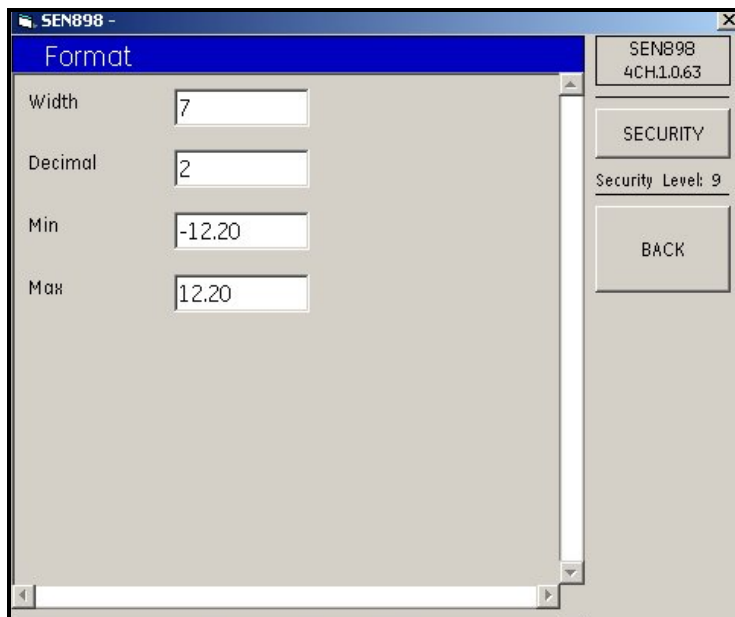 SEN898 -
Format
Width 7
Decimal 2
Min -12.20
Max 12.20
SEN898
4CH.1.0.63
SECURITY
Security Level: 9
BACK